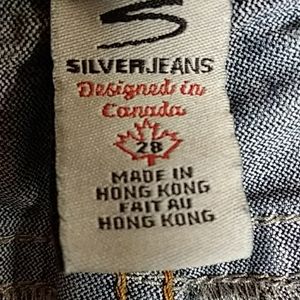 SILVERJEANS
Designed in
Canada
28
MADE IN
HONG KONG
FAIT AU
HONG KONG